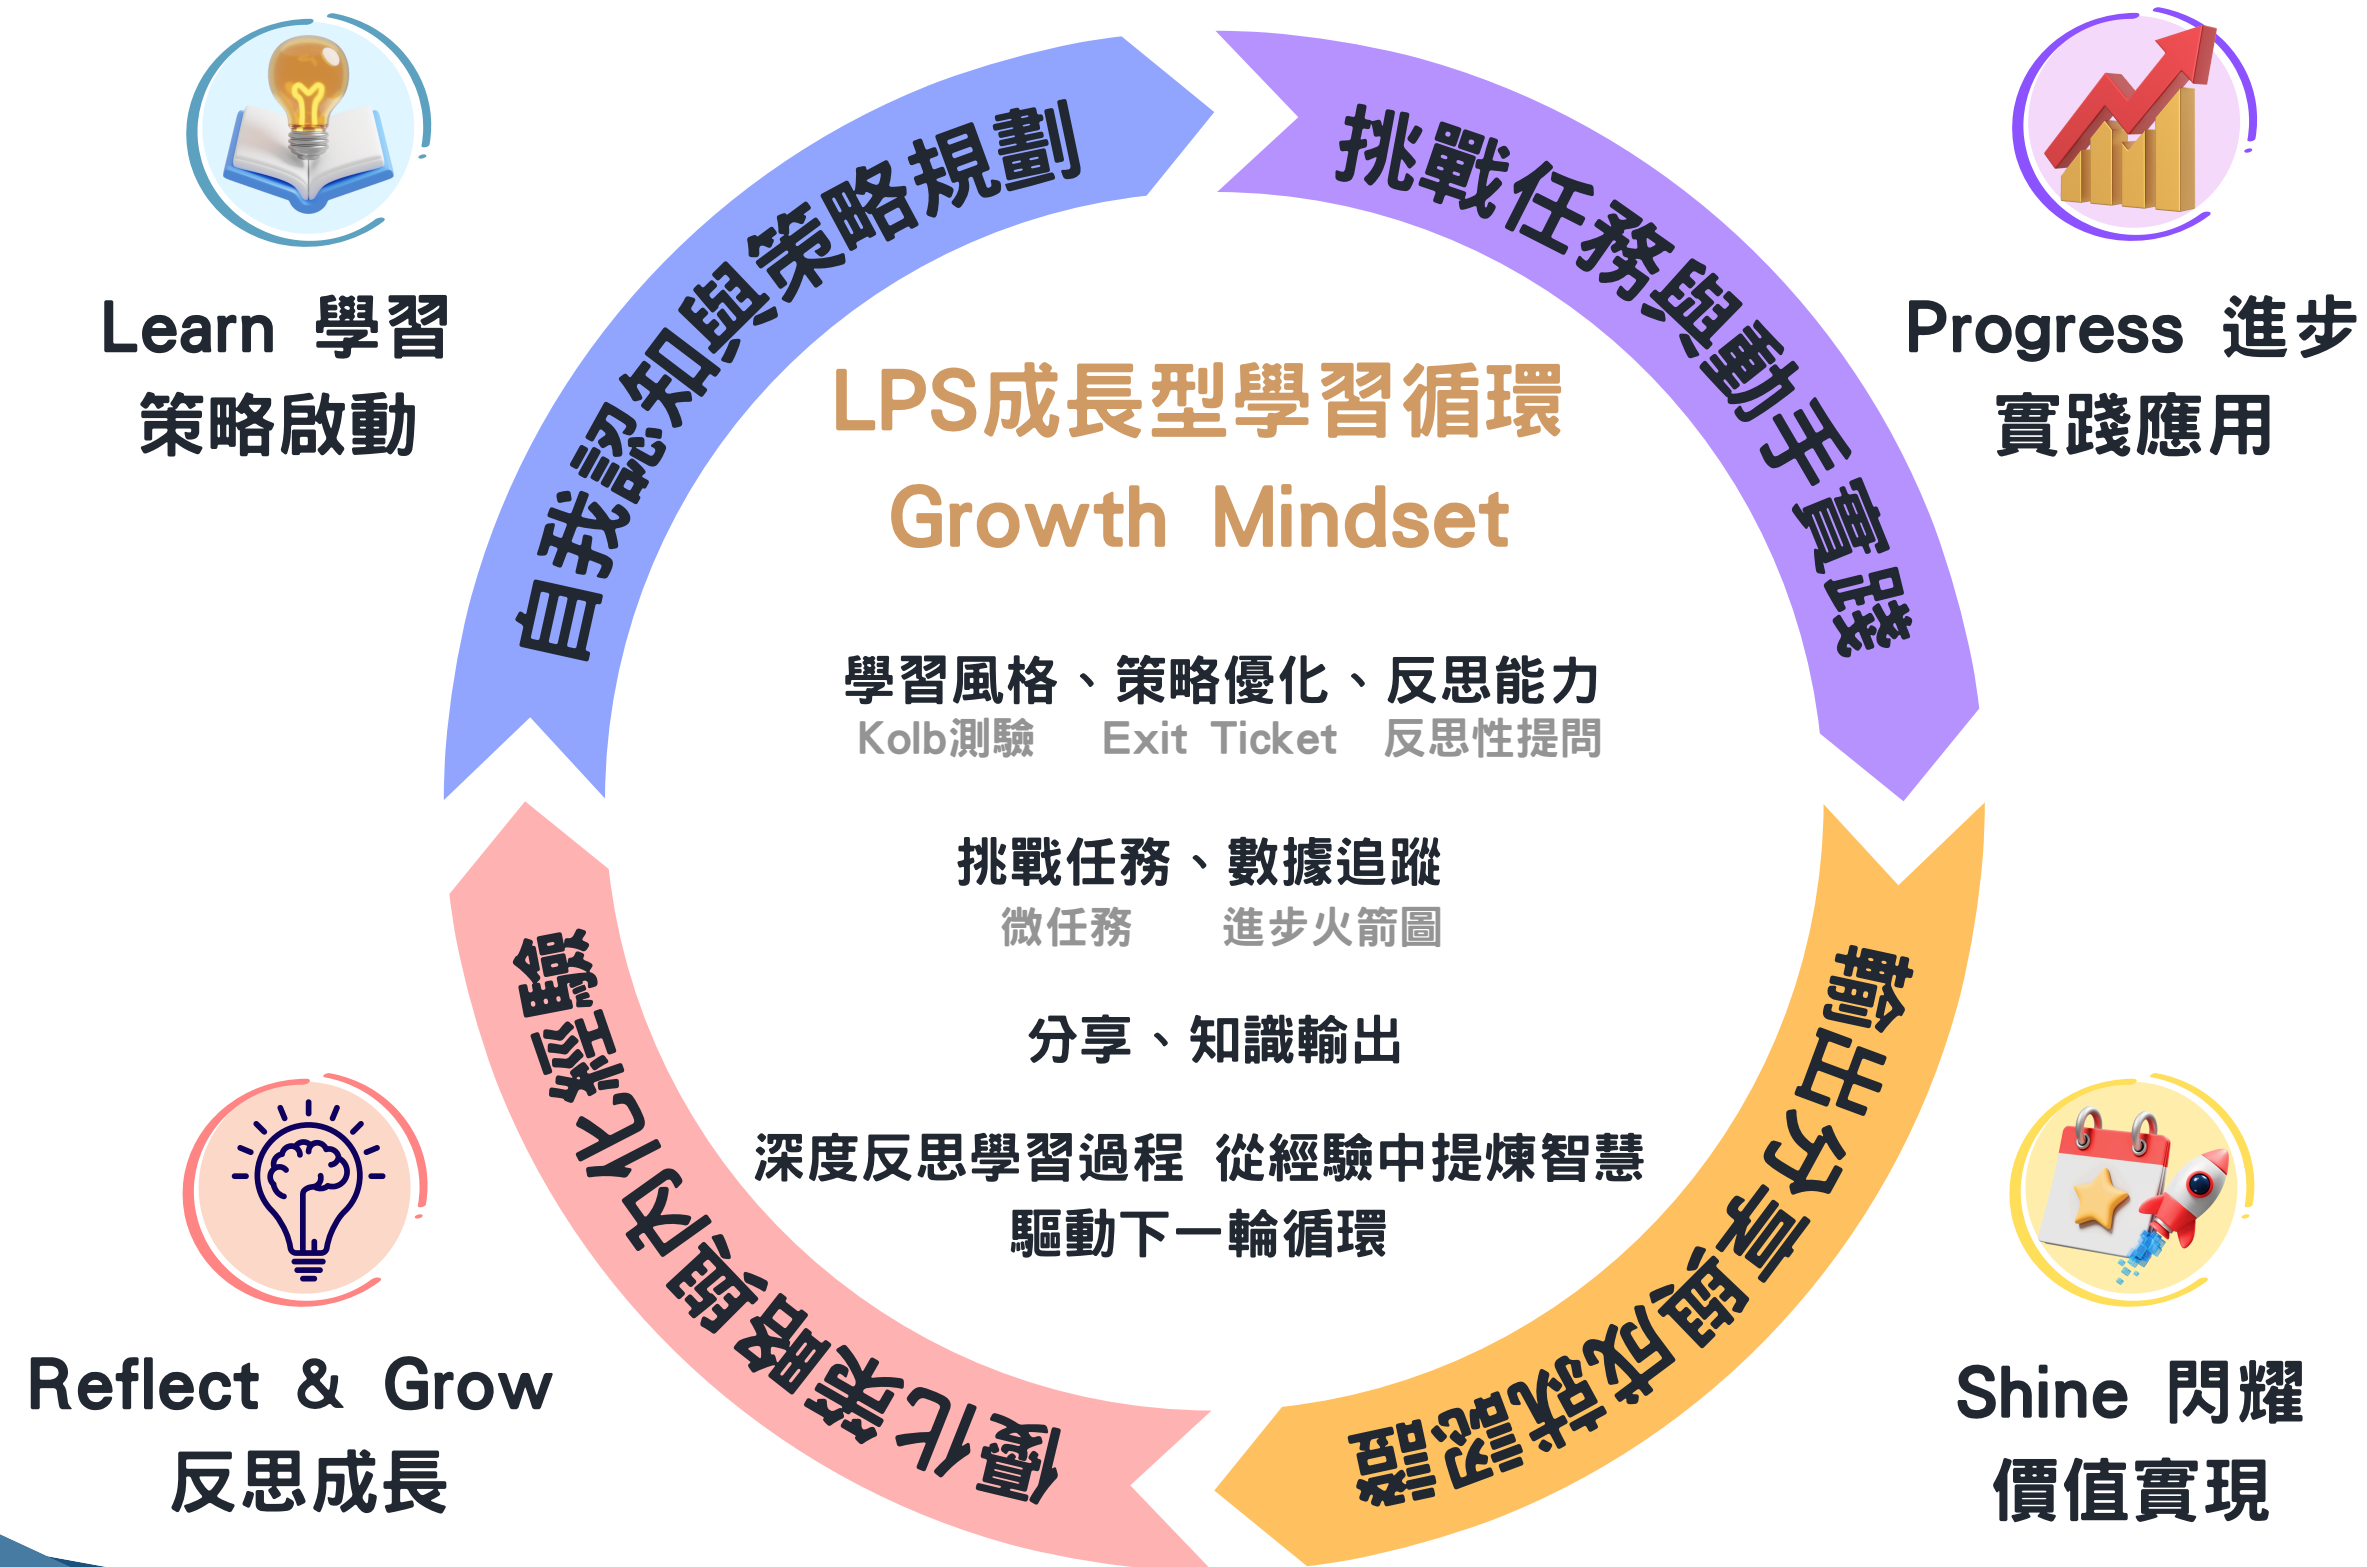 Learn 學習
策略啟動
Progress 進步
實踐應用
自我認知與策略規劃
挑戰任務與動手實踐
LPS成長型學習循環
Growth Mindset
學習風格、策略優化、反思能力
Kolb測驗 Exit Ticket 反思性提問
挑戰任務、數據追蹤
微任務 進步火箭圖
分享、知識輸出
深度反思學習過程 從經驗中提煉智慧
驅動下一輪循環
輸出分享與成就認證
優化策略與內化經驗
Reflect & Grow
反思成長
Shine 閃耀
價值實現